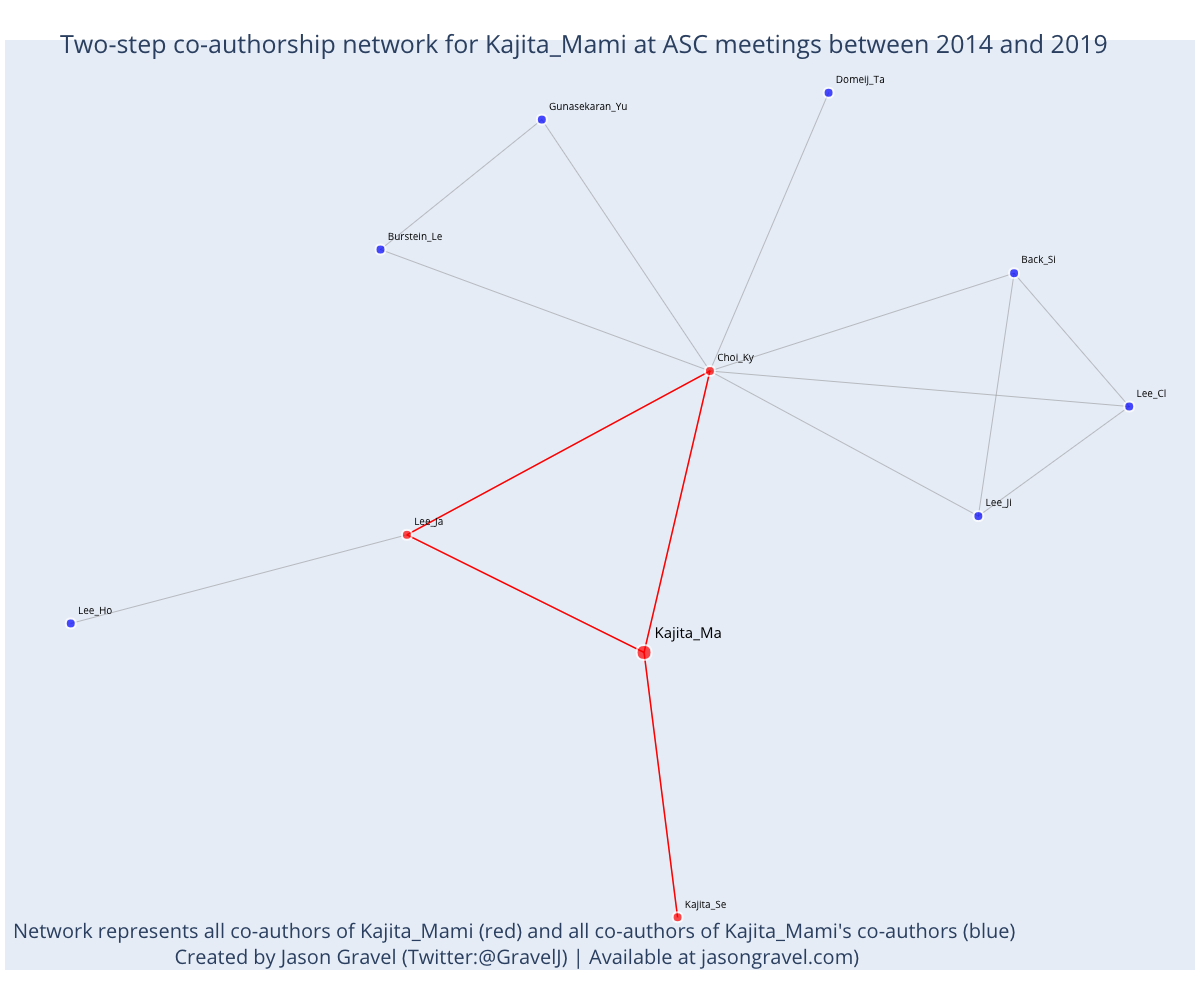 Two-step co-authorship network for Kajita_Mami at ASC meetings between 2014 and 2019
Domeij_Ta
Gunasekaran_Yu
Burstein_Le
Back_Si
Choi_Ky
Lee_Cl
Lee_Ji
Lee_Ja
Lee_Ho
Kajita_Ma
Kajita_Se
Network represents all co-authors of Kajita_Mami (red) and all co-authors of Kajita_Mami's co-authors (blue)
Created by Jason Gravel (Twitter:@GravelJ) | Available at jasongravel.com)